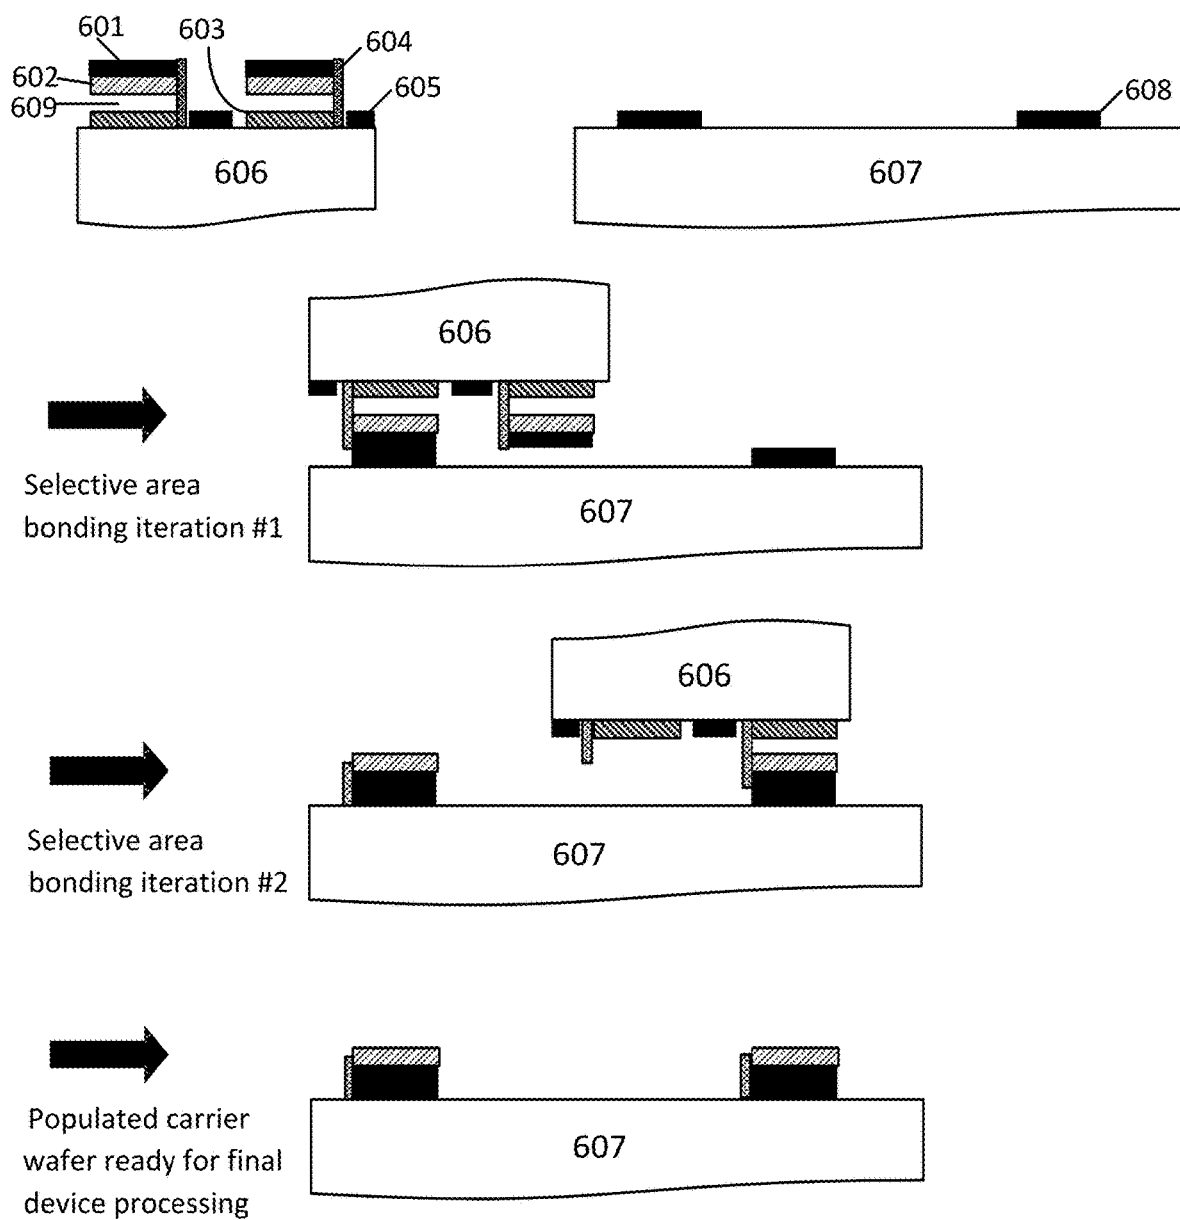 601
603
604
602
609
605
608
606
607
606
Selective area
bonding iteration #1
607
606
Selective area
bonding iteration #2
607
Populated carrier
wafer ready for final
device processing
607